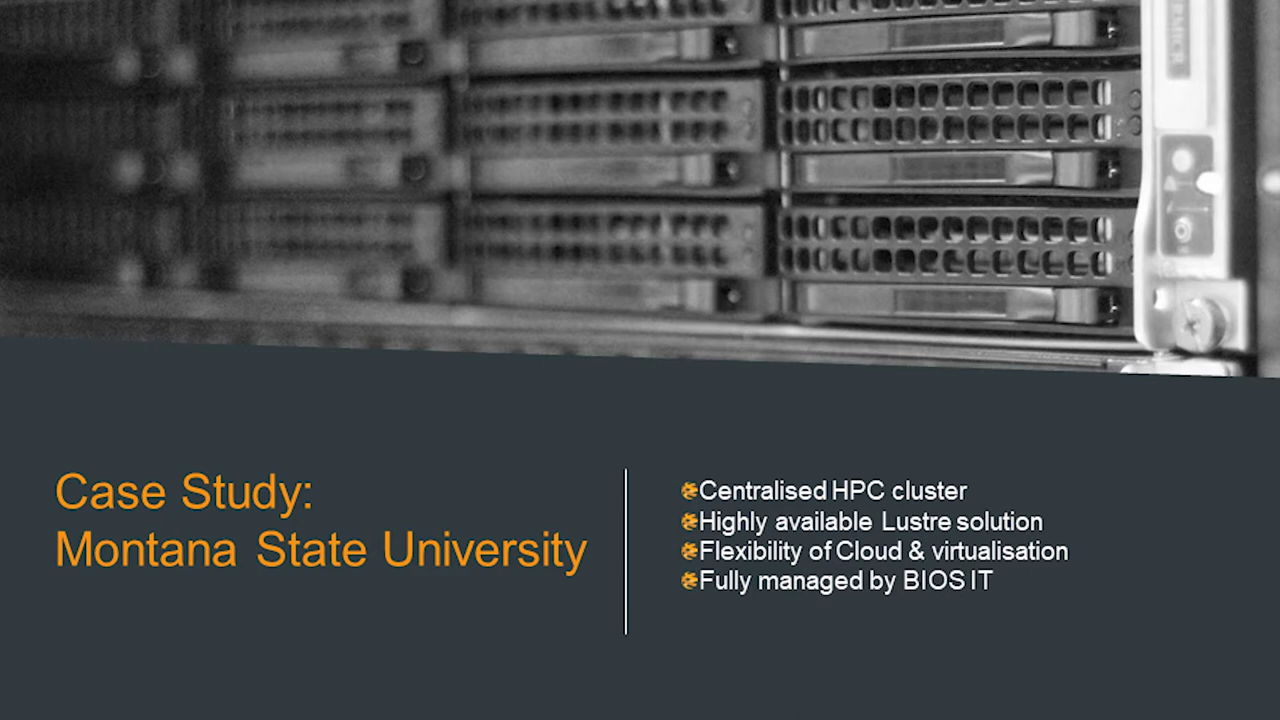 Case Study:
Montana State University
Centralised HPC cluster
Highly available Lustre solution
Flexibility of Cloud & virtualisation
Fully managed by BIOS IT